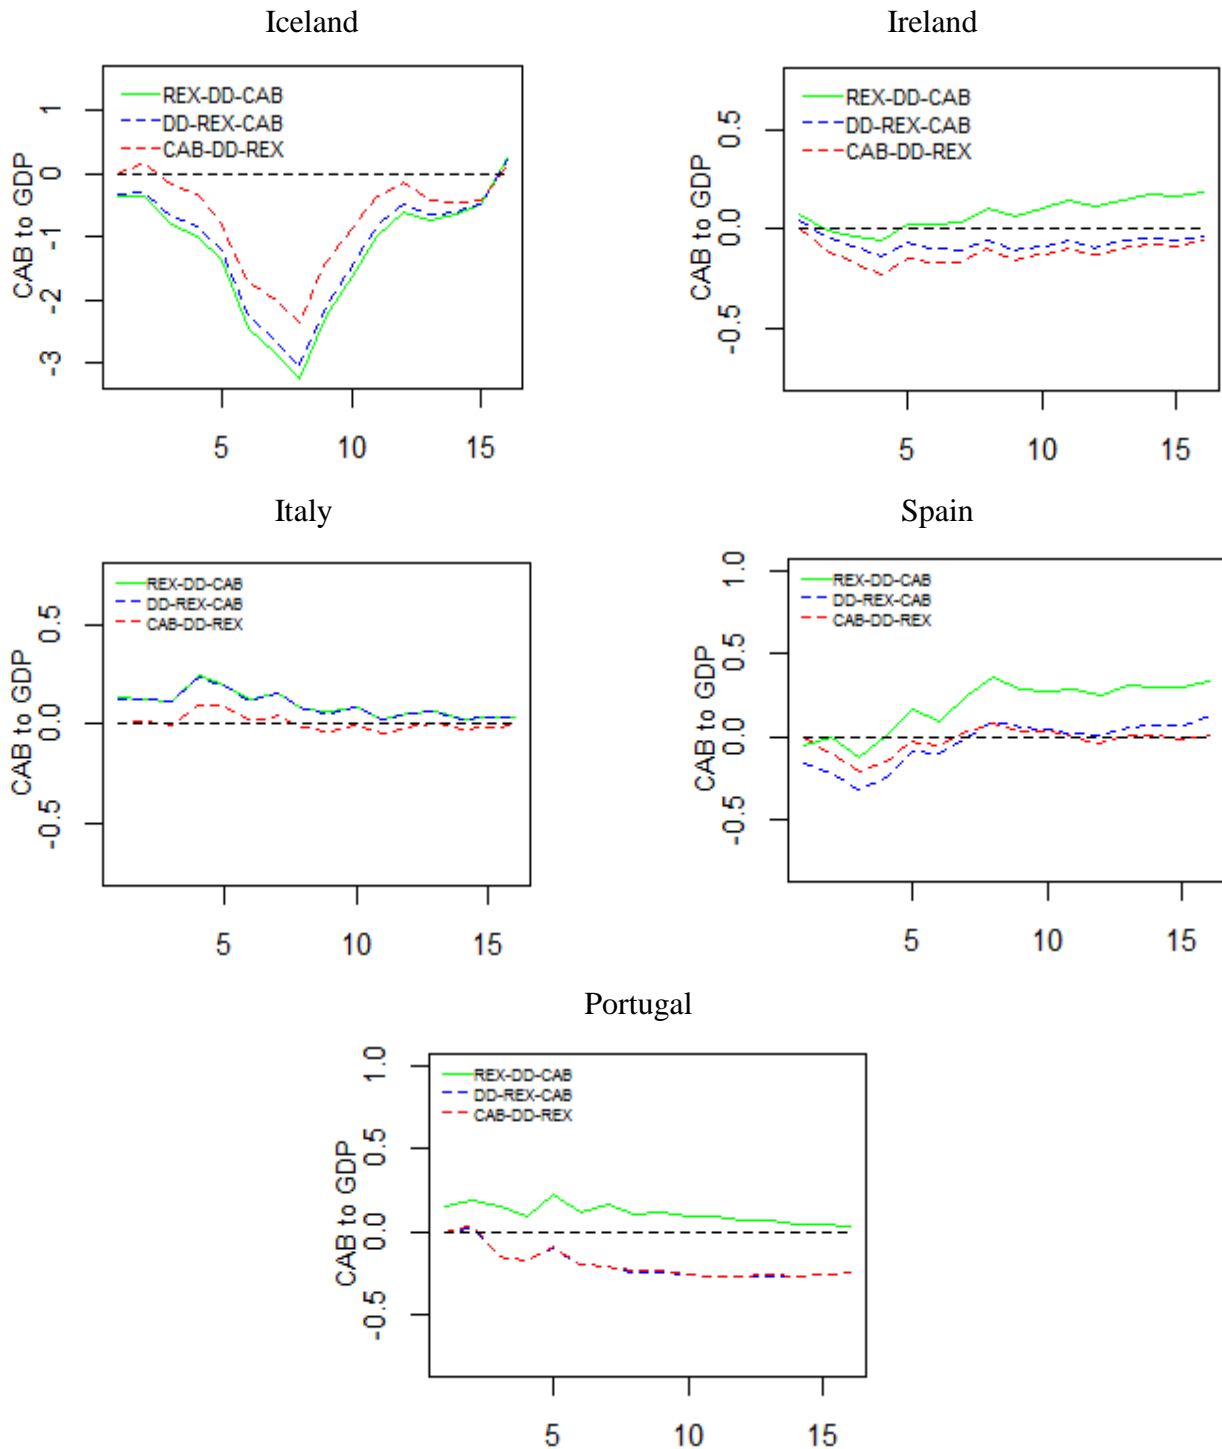 Iceland
REX-DD-CAB
DD-REX-CAB
CAB-DD-REX
CAB to GDP
1
0
-1
-2
-3
5 10 15
Ireland
REX-DD-CAB
DD-REX-CAB
CAB-DD-REX
CAB to GDP
0.5
0.0
-0.5
5 10 15
Italy
REX-DD-CAB
DD-REX-CAB
CAB-DD-REX
CAB to GDP
0.5
0.0
-0.5
5 10 15
Spain
REX-DD-CAB
DD-REX-CAB
CAB-DD-REX
CAB to GDP
1.0
0.5
0.0
-0.5
5 10 15
Portugal
REX-DD-CAB
DD-REX-CAB
CAB-DD-REX
CAB to GDP
1.0
0.5
0.0
-0.5
5 10 15